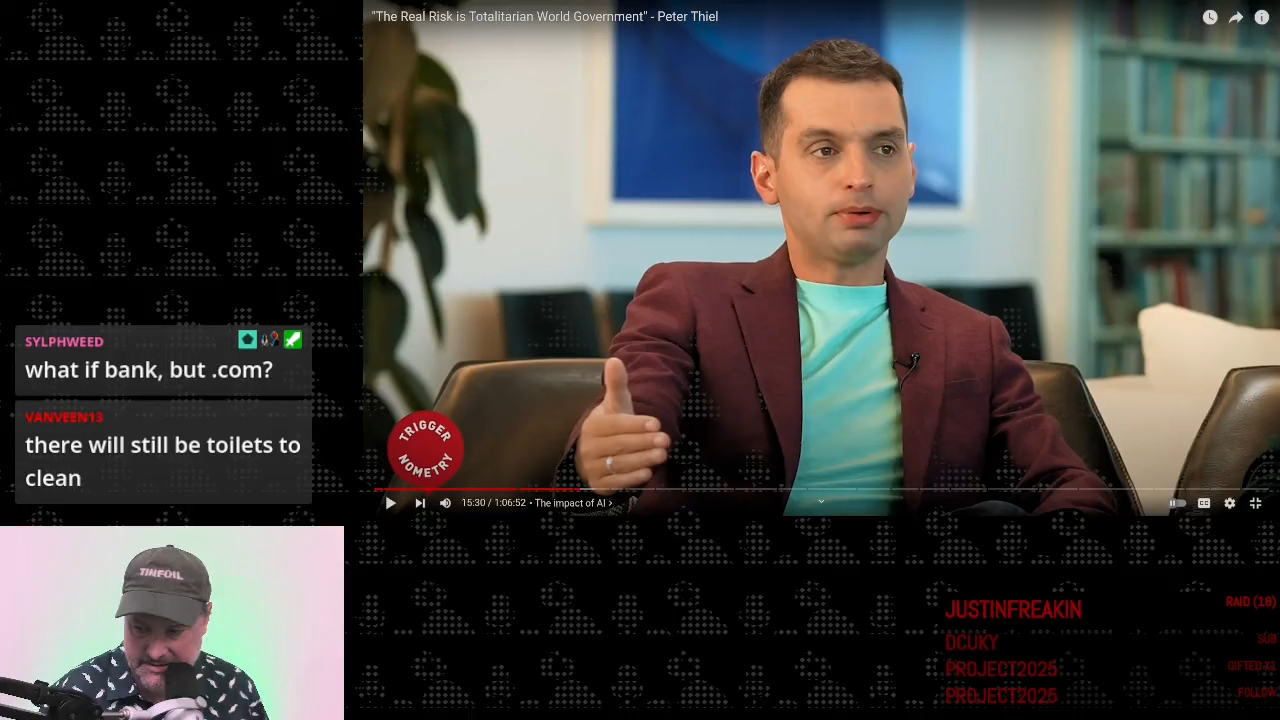 "The Real Risk is Totalitarian World Government" - Peter Thiel
SYLPHWEED
what if bank, but .com?
VANVEEN13
there will still be toilets to
clean
TRIGGER
NOMETRY
15:30 / 1:06:52 • The impact of AI ›
CC
TINFOIL
JUSTINFREAKIN
RAID (18)
DCUKY
SUB
PROJECT2025
PROJECT2025
FOLLOW